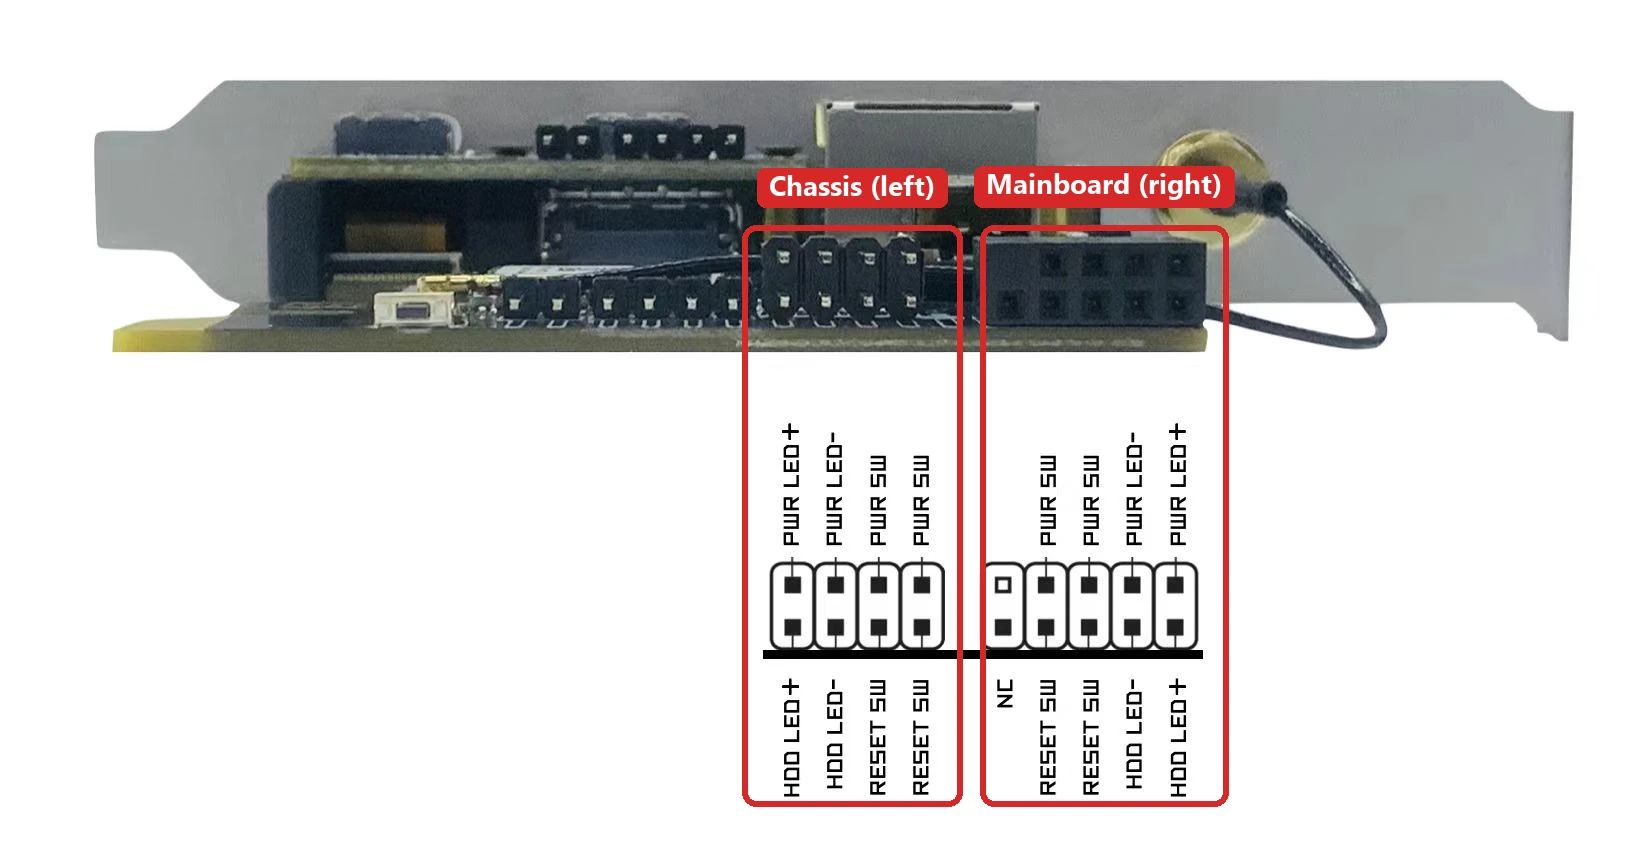 Chassis (left)
Mainboard (right)
PWR LED+
PWR LED-
PWR SW
PWR SW
PWR SW
PWR SW
PWR LED-
PWR LED+
HDD LED+
HDD LED-
RESET SW
RESET SW
NC
RESET SW
RESET SW
HDD LED-
HDD LED+